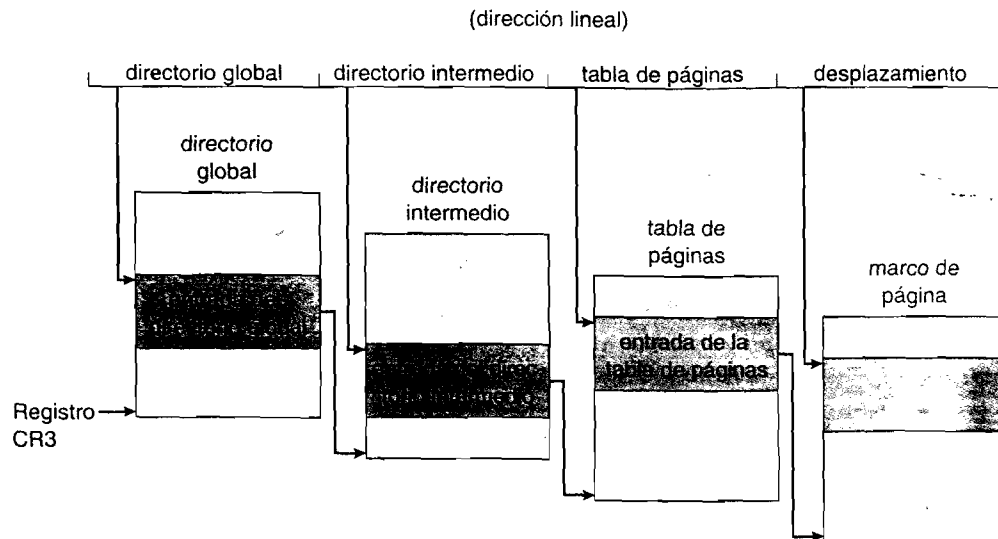 (dirección lineal)
directorio global
directorio intermedio
tabla de páginas
desplazamiento
directorio
global
directorio
intermedio
tabla de
páginas
marco de
página
entrada de la
tabla de páginas
Registro
CR3